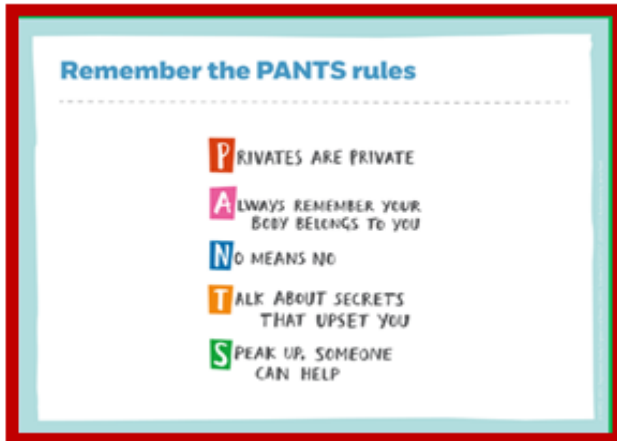 Remember the PANTS rules
PRIVATES ARE PRIVATE
ALWAYS REMEMBER YOUR
BODY BELONGS TO YOU
NO MEANS NO
TALK ABOUT SECRETS
THAT UPSET YOU
SPEAK UP, SOMEONE
CAN HELP